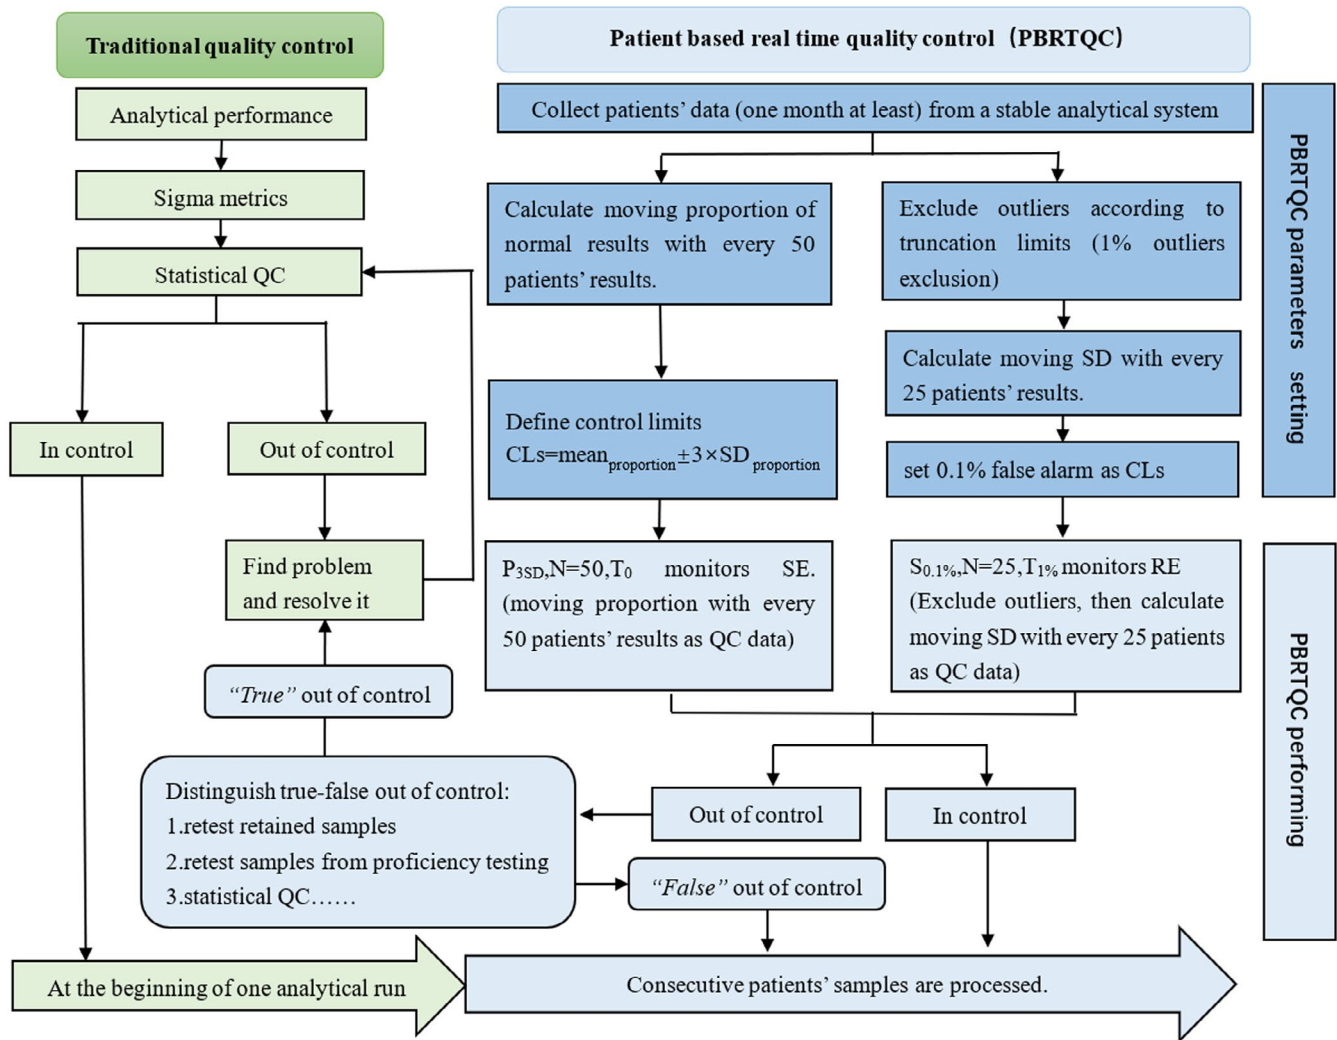 Traditional quality control
Analytical performance
Sigma metrics
Statistical QC
In control
Out of control
Find problem
and resolve it
“True” out of control
Distinguish true-false out of control:
1.retest retained samples
2.retest samples from proficiency testing
3.statistical QC……
At the beginning of one analytical run
Patient based real time quality control（PBRTQC）
Collect patients’ data (one month at least) from a stable analytical system
Calculate moving proportion of
normal results with every 50
patients’ results.
Define control limits
CLs=mean proportion±3×SD proportion
P3SD,N=50,T0 monitors SE.
(moving proportion with every
50 patients’ results as QC data)
Exclude outliers according to
truncation limits (1% outliers
exclusion)
Calculate moving SD with every
25 patients’ results.
set 0.1% false alarm as CLs
S0.1%,N=25,T1% monitors RE
(Exclude outliers, then calculate
moving SD with every 25 patients
as QC data)
Out of control
In control
“False” out of control
Consecutive patients’ samples are processed.
PBRTQC parameters setting
PBRTQC performing